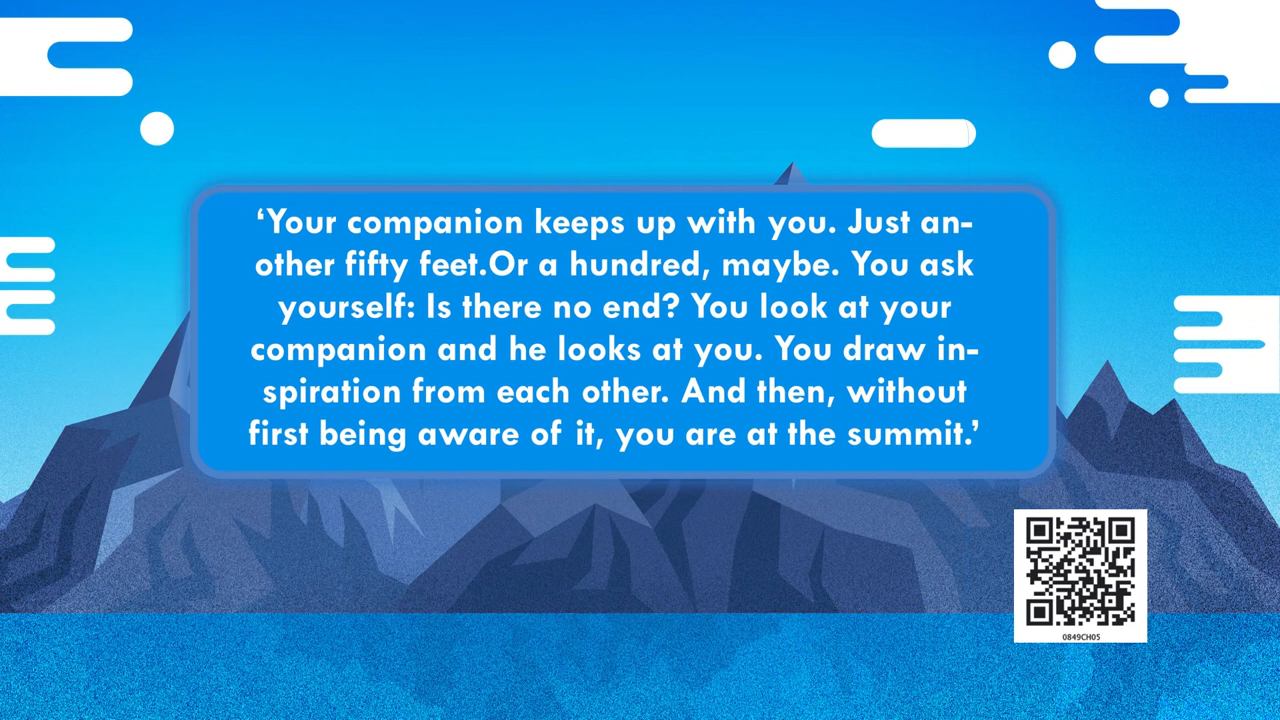 ‘Your companion keeps up with you. Just an-
other fifty feet.Or a hundred, maybe. You ask
yourself: Is there no end? You look at your
companion and he looks at you. You draw in-
spiration from each other. And then, without
first being aware of it, you are at the summit.’
0849CH05